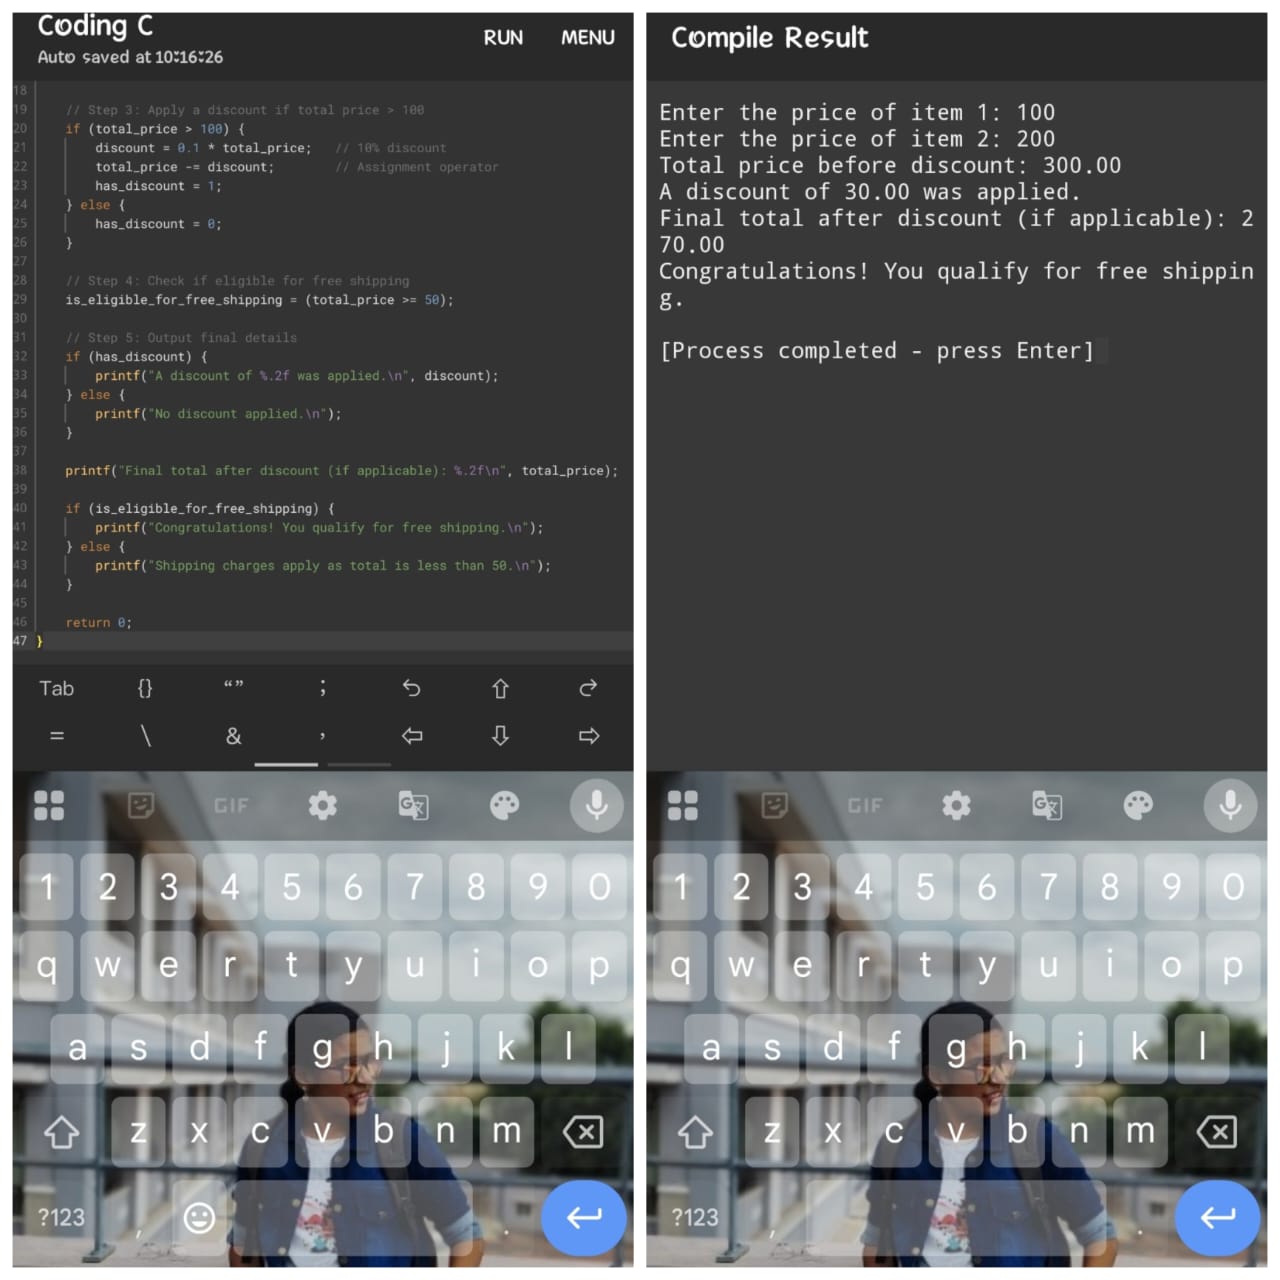 Coding C
Auto saved at 10:16:26
RUN
MENU
18
19 // Step 3: Apply a discount if total price > 100
20 if (total_price > 100) {
21 discount = 0.1 * total_price; // 10% discount
22 total_price -= discount; // Assignment operator
23 has_discount = 1;
24 } else {
25 has_discount = 0;
26 }
27
28 // Step 4: Check if eligible for free shipping
29 is_eligible_for_free_shipping = (total_price >= 50);
30
31 // Step 5: Output final details
32 if (has_discount) {
33 printf("A discount of %.2f was applied.\n", discount);
34 } else {
35 printf("No discount applied.\n");
36 }
37
38 printf("Final total after discount (if applicable): %.2f\n", total_price);
39
40 if (is_eligible_for_free_shipping) {
41 printf("Congratulations! You qualify for free shipping.\n");
42 } else {
43 printf("Shipping charges apply as total is less than 50.\n");
44 }
45
46 return 0;
47 }
Tab {} “” ;
= \ & ,
GIF
1 2 3 4 5 6 7 8 9 0
q w e r t y u i o p
a s d f g h j k l
z x c v b n m
?123 , .
Compile Result
Enter the price of item 1: 100
Enter the price of item 2: 200
Total price before discount: 300.00
A discount of 30.00 was applied.
Final total after discount (if applicable): 2
70.00
Congratulations! You qualify for free shippin
g.
[Process completed - press Enter]
GIF
1 2 3 4 5 6 7 8 9 0
q w e r t y u i o p
a s d f g h j k l
z x c v b n m
?123 , .